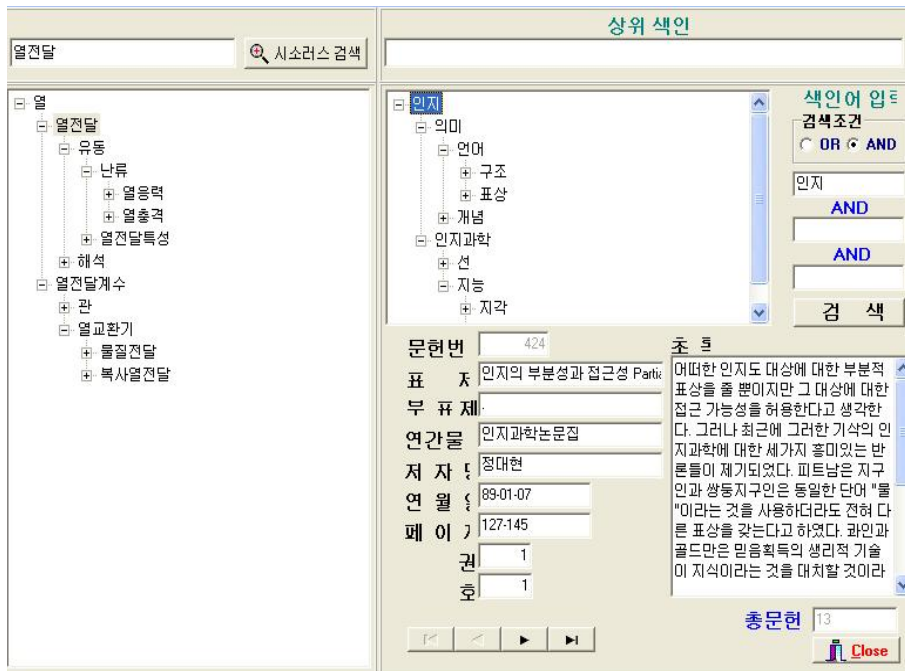 상위 색인
열전달
시소러스 검색
열
열전달
유동
난류
열응력
열충격
열전달특성
해석
열전달계수
관
열교환기
물질전달
복사열전달
인지
의미
언어
구조
표상
개념
인지과학
선
지능
지각
색인어
검색조건
OR AND
인지
AND
AND
검 색
문헌번 424
표 인지의 부분성과 접근성
부 표제 .
연간물 인지과학논문집
저 자 정대현
연 월 89-01-07
페 이 127-145
권 1
호 1
초
어떠한 인지도 대상에 대한 부분적
표상을 줄 뿐이지만 그 대상에 대한
접근 가능성을 허용한다고 생각한
다. 그러나 최근에 그러한 기삭의 인
지과학에 대한 세가지 흥미있는 반
론들이 제기되었다. 피트남은 지구
인과 쌍둥지구인은 동일한 단어 "물
"이라는 것을 사용하더라도 전혀 다
른 표상을 갖는다고 하였다. 콰인과
골드만은 믿음획득의 생리적 기술
이 지식이라는 것을 대치할 것이라
총문헌 13
Close